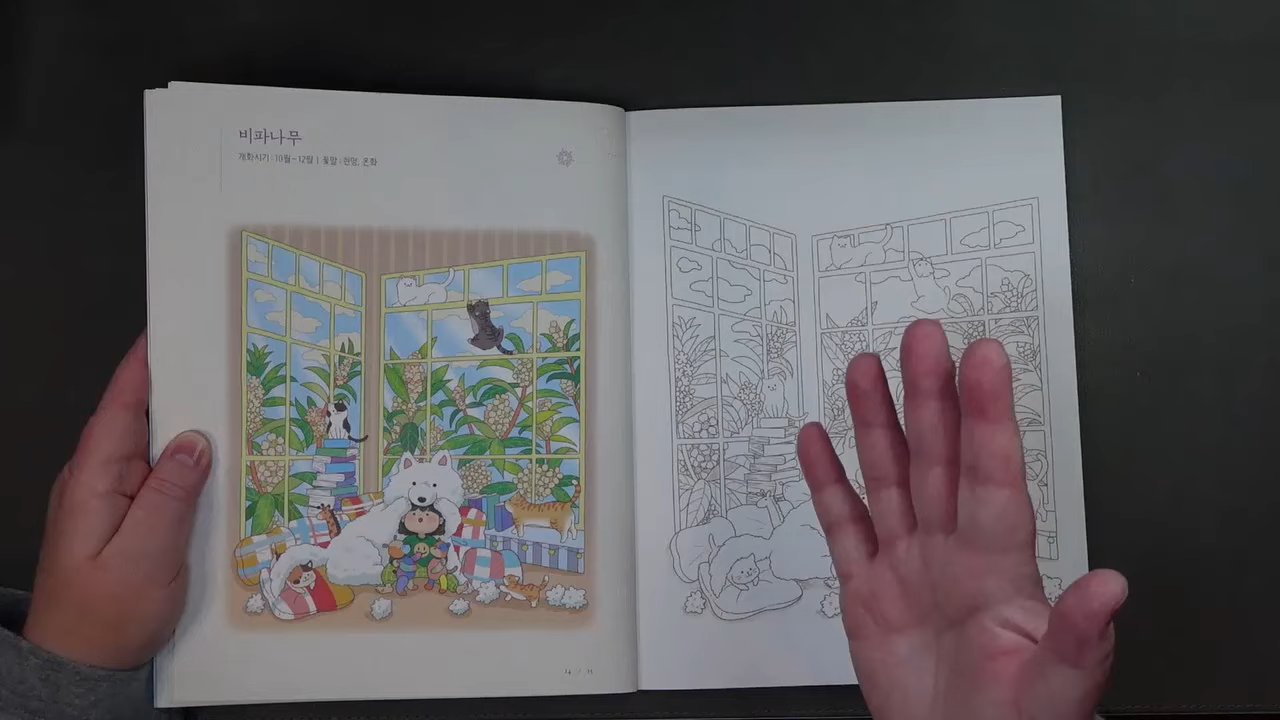 비파나무
개화시기 : 10월~12월 | 꽃말 : 현명, 온화